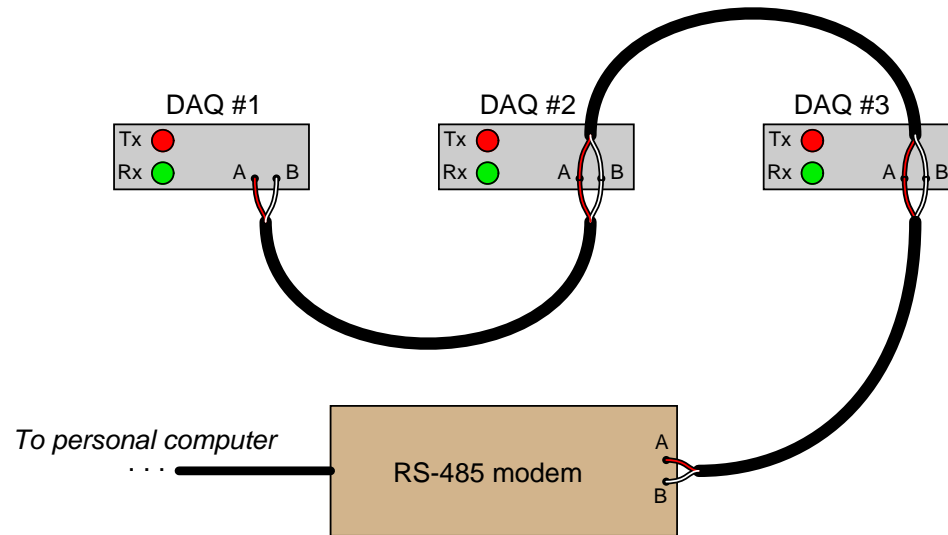 DAQ #1
Tx
Rx
A B
DAQ #2
Tx
Rx
A B
DAQ #3
Tx
Rx
A B
To personal computer
. . .
RS-485 modem
A
B